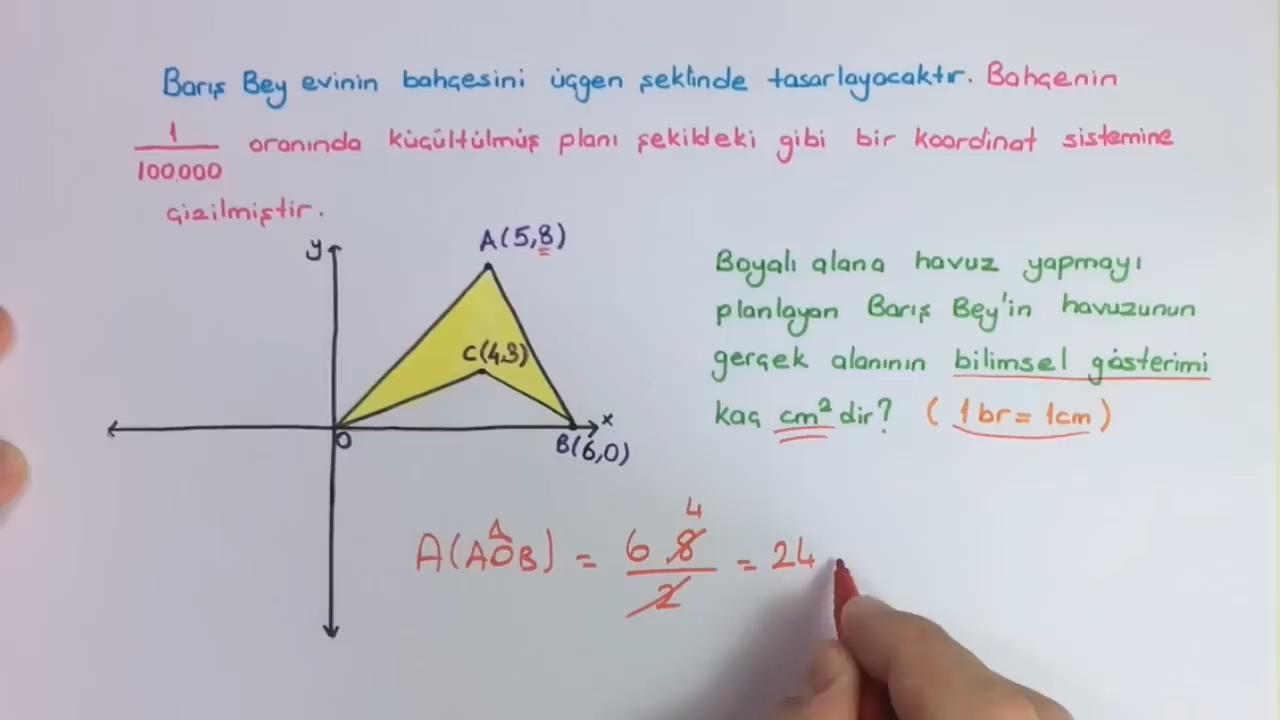 Barış Bey evinin bahçesini üçgen şeklinde tasarlayacaktır. Bahçenin
1
100.000
oranında küçültülmüş planı şekildeki gibi bir koordinat sistemine
çizilmiştir.
y
A(5,8)
C(4,3)
x
O
B(6,0)
Boyalı alana havuz yapmayı
planlayan Barış Bey'in havuzunun
gerçek alanının bilimsel gösterimi
kaç cm² dir? (1br = 1cm)
4
A(AOB) = 6.8 = 24
2